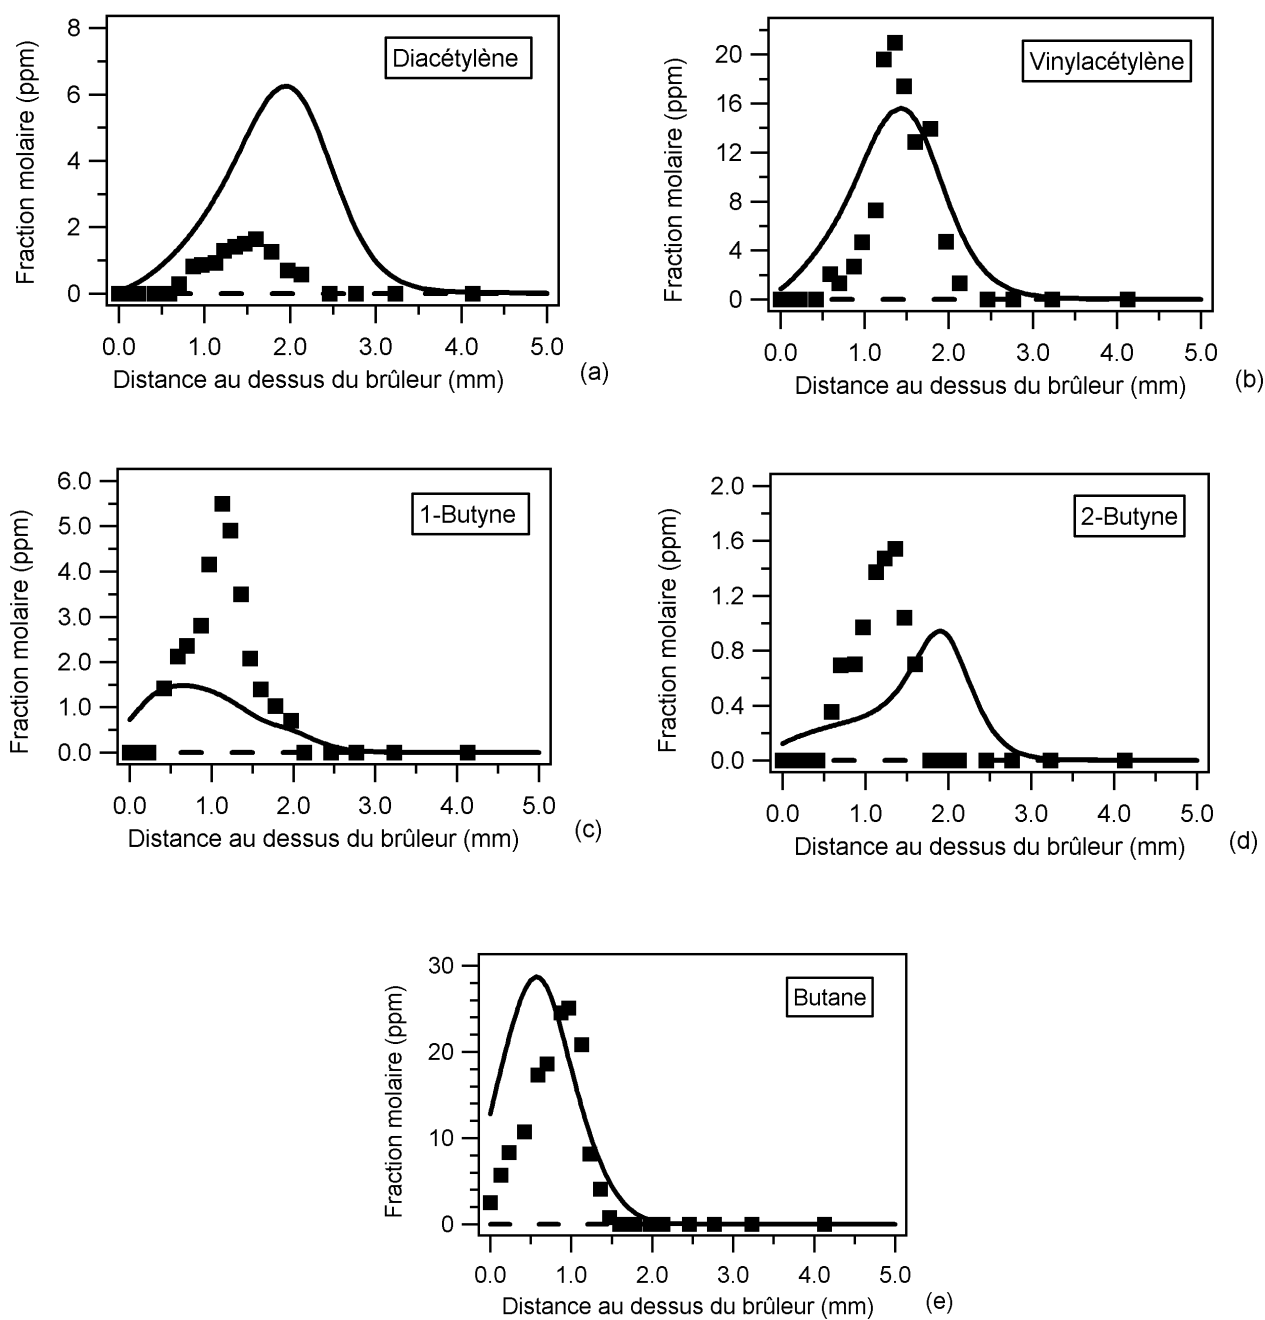 Diacétylène
Fraction molaire (ppm)
8
6
4
2
0
0.0 1.0 2.0 3.0 4.0 5.0
Distance au dessus du brûleur (mm)
(a)
Vinylacétylène
Fraction molaire (ppm)
20
16
12
8
4
0
0.0 1.0 2.0 3.0 4.0 5.0
Distance au dessus du brûleur (mm)
(b)
1-Butyne
Fraction molaire (ppm)
6.0
5.0
4.0
3.0
2.0
1.0
0.0
0.0 1.0 2.0 3.0 4.0 5.0
Distance au dessus du brûleur (mm)
(c)
2-Butyne
Fraction molaire (ppm)
2.0
1.6
1.2
0.8
0.4
0.0
0.0 1.0 2.0 3.0 4.0 5.0
Distance au dessus du brûleur (mm)
(d)
Butane
Fraction molaire (ppm)
30
20
10
0
0.0 1.0 2.0 3.0 4.0 5.0
Distance au dessus du brûleur (mm)
(e)